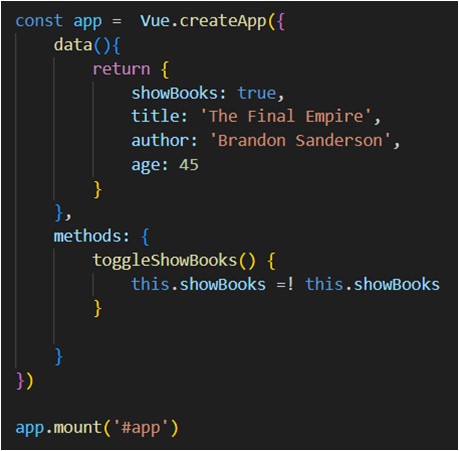 const app =  Vue.createApp({
    data(){
        return {
            showBooks: true,
            title: 'The Final Empire',
            author: 'Brandon Sanderson',
            age: 45
        }
    },
    methods: {
        toggleShowBooks() {
            this.showBooks =! this.showBooks
        }

    }
})

app.mount('#app')